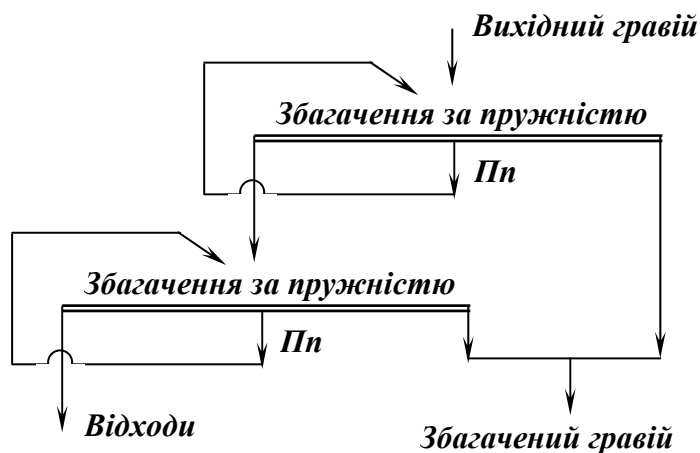 Вихідний гравій
Збагачення за пружністю
Пп
Збагачення за пружністю
Пп
Відходи
Збагачений гравій